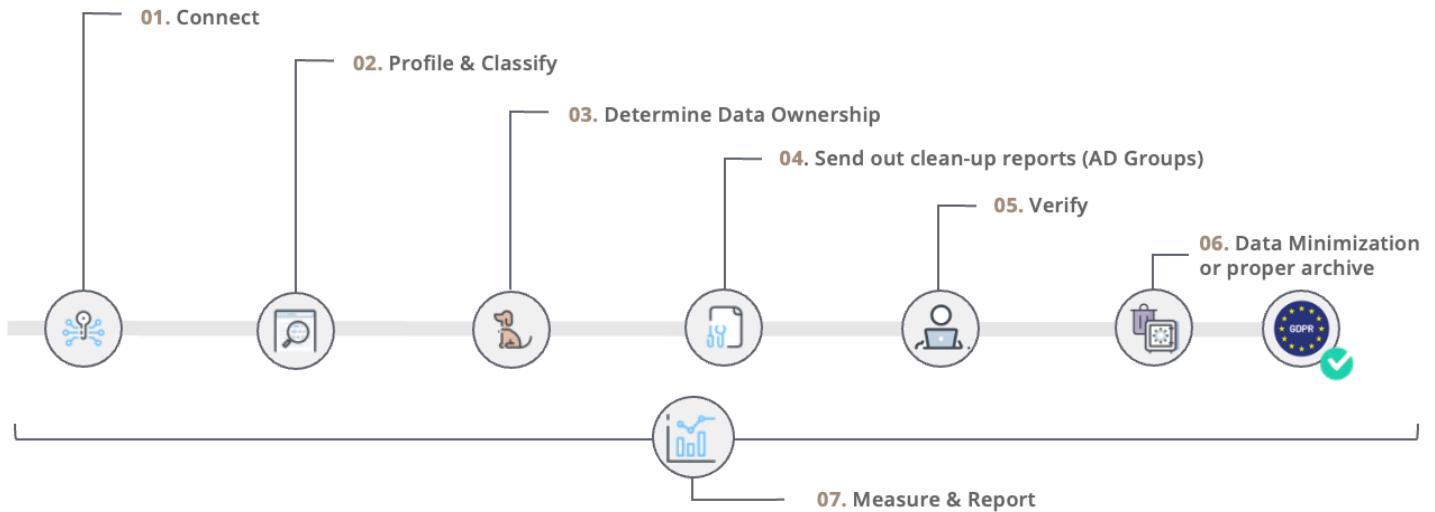 01. Connect
02. Profile & Classify
03. Determine Data Ownership
04. Send out clean-up reports (AD Groups)
05. Verify
06. Data Minimization
or proper archive
GDPR
07. Measure & Report